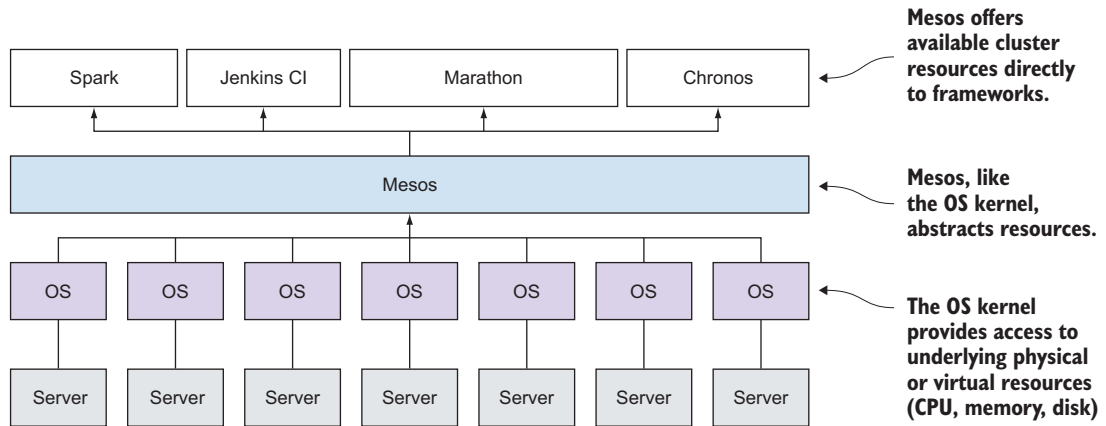 Mesos offers
available cluster
resources directly
to frameworks.
Spark
Jenkins CI
Marathon
Chronos
Mesos
Mesos, like
the OS kernel,
abstracts resources.
OS
OS
OS
OS
OS
OS
OS
The OS kernel
provides access to
underlying physical
or virtual resources
(CPU, memory, disk)
Server
Server
Server
Server
Server
Server
Server